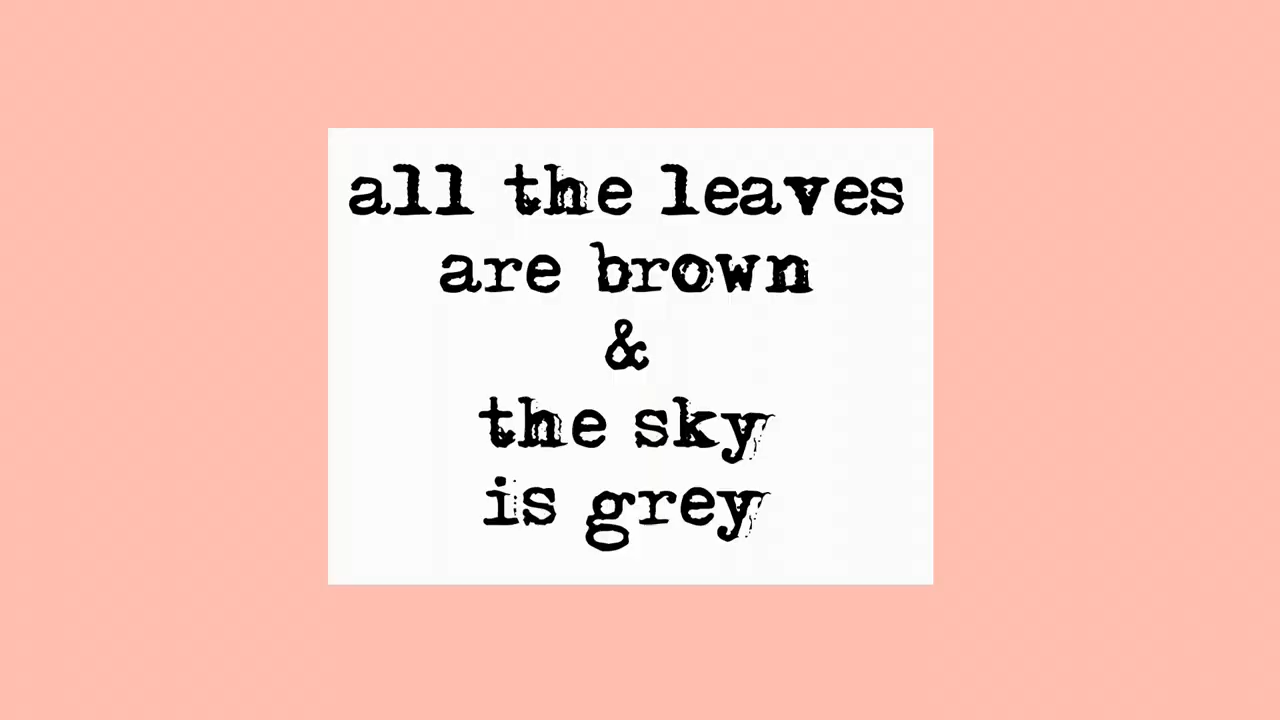 all the leaves
are brown
&
the sky
is grey